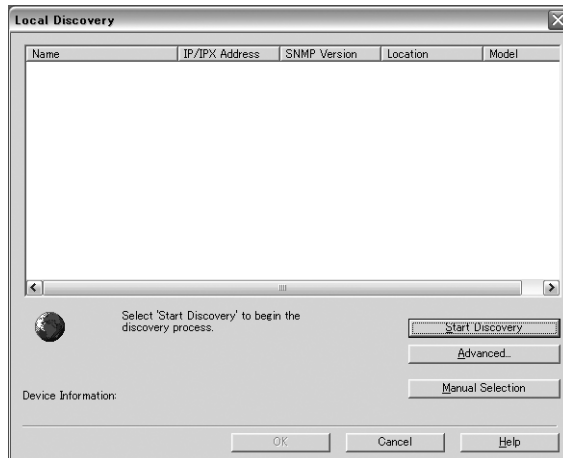 Local Discovery
Name IP/IPX Address SNMP Version Location Model
Select 'Start Discovery' to begin the
discovery process.
Start Discovery
Advanced...
Manual Selection
Device Information:
OK Cancel Help